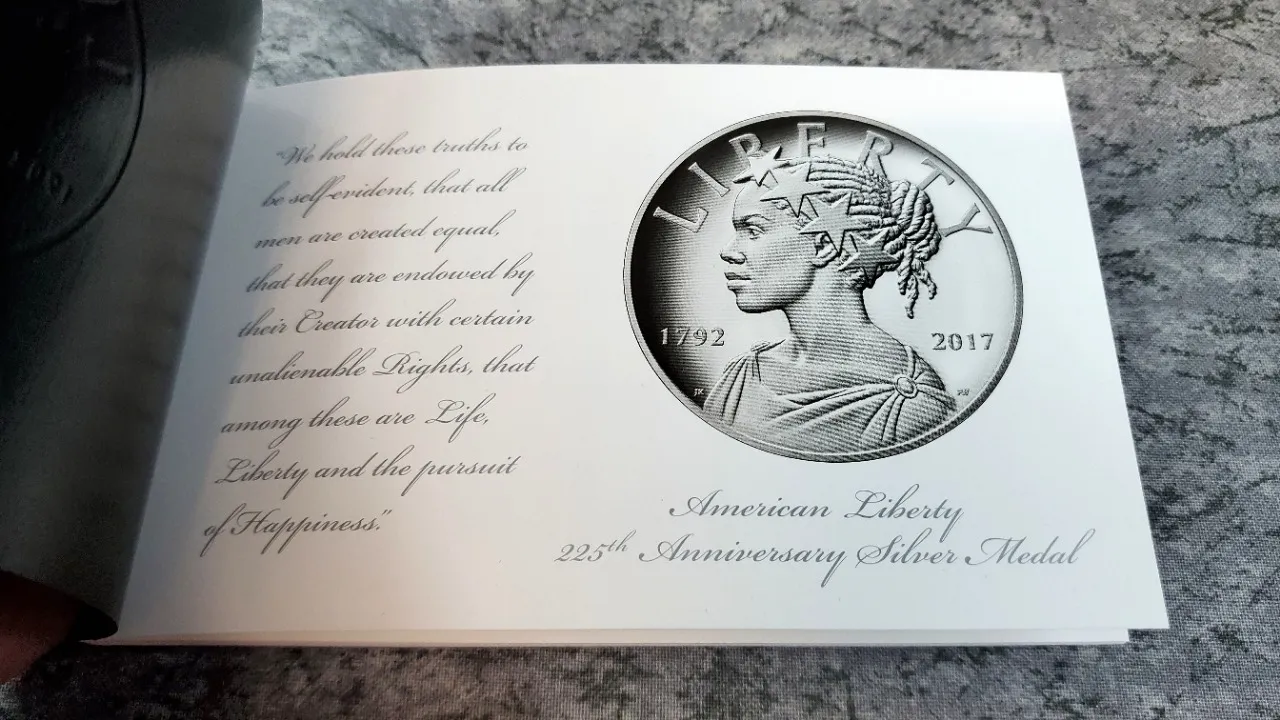 "We hold these truths to
be self-evident, that all
men are created equal,
that they are endowed by
their Creator with certain
unalienable Rights, that
among these are Life,
Liberty and the pursuit
of Happiness."
LIBERTY
1792 2017
American Liberty
225th Anniversary Silver Medal